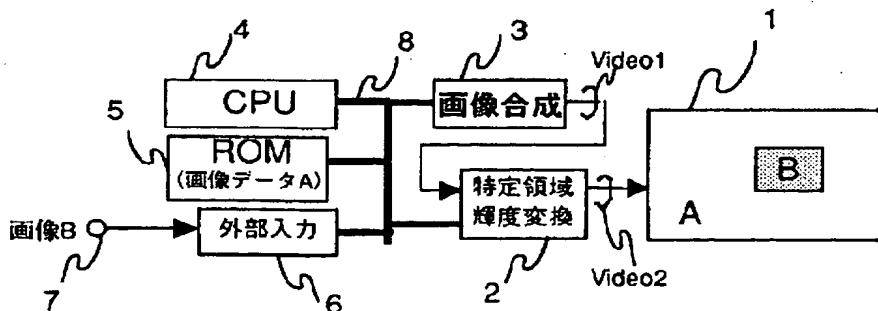 4
CPU
8
3
画像合成
Video1
1
5
ROM
(画像データA)
特定領域
輝度変換
B
A
画像B
外部入力
7
6
2
Video2